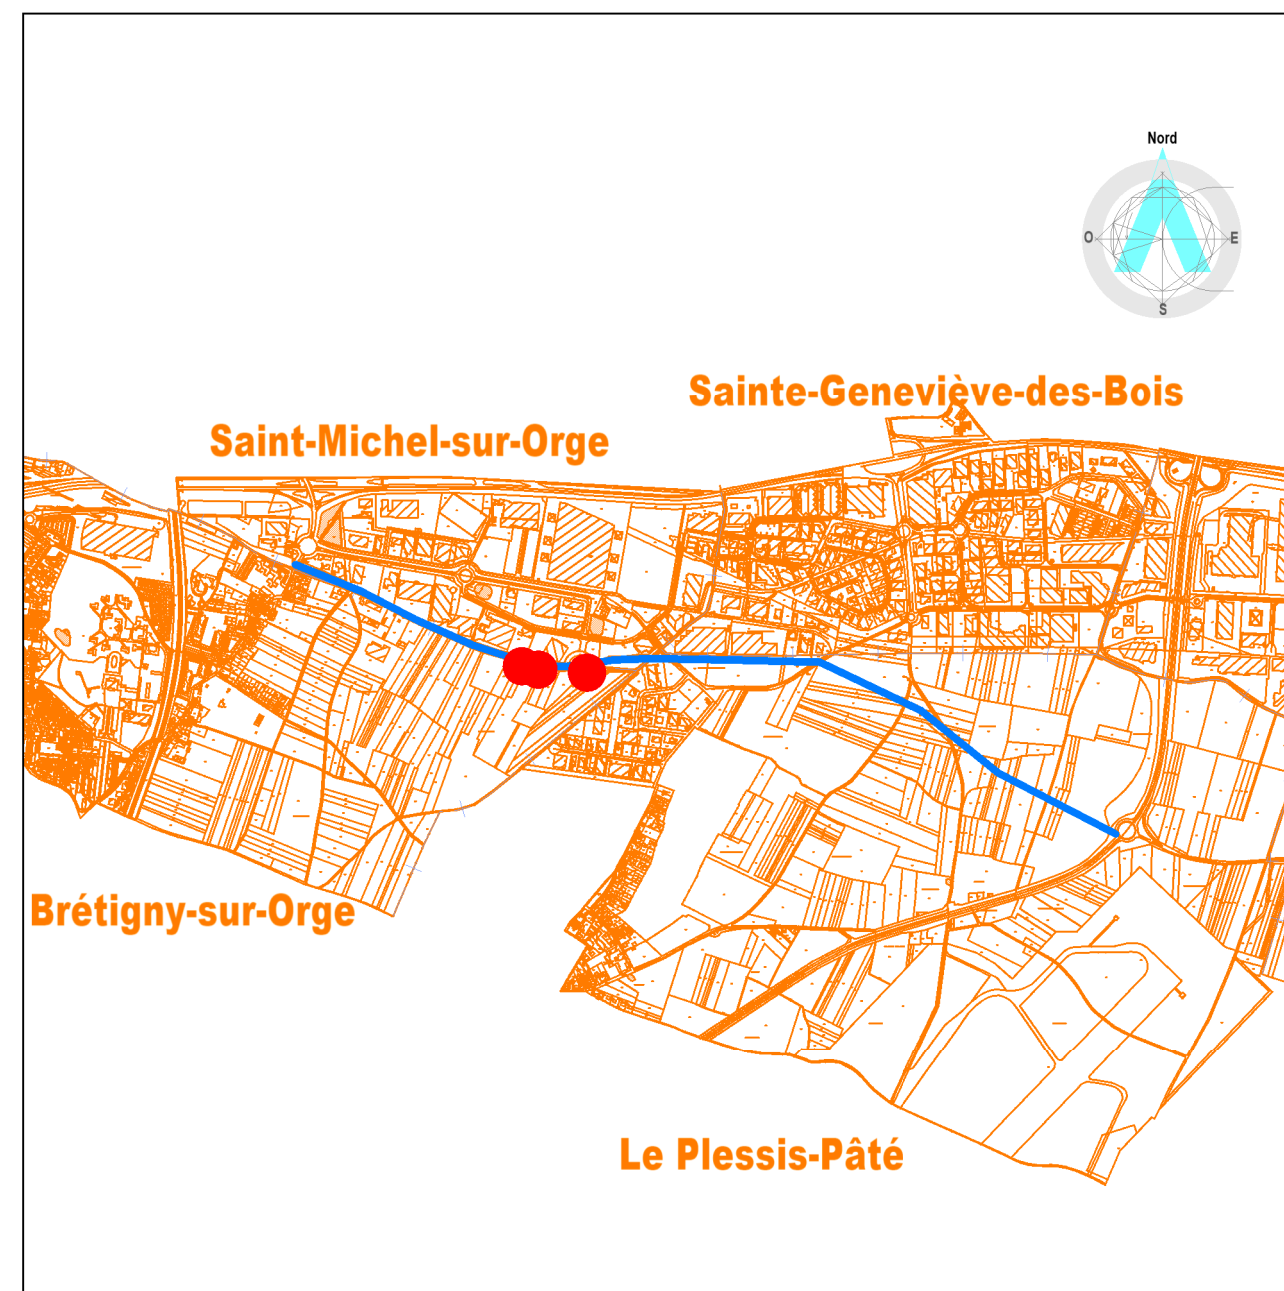 Nord
O
E
S
Sainte-Geneviève-des-Bois
Saint-Michel-sur-Orge
Brétigny-sur-Orge
Le Plessis-Pâté